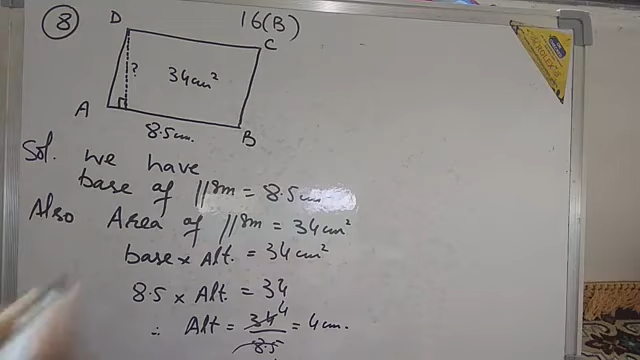 8
16(B)
D
C
?
34cm²
A
8.5cm.
B
Sol. we have
base of ||gm = 8.5cm
Also Area of ||gm = 34cm²
base × Alt. = 34cm²
8.5 × Alt. = 34
∴ Alt = 34/8.5 4 = 4cm.